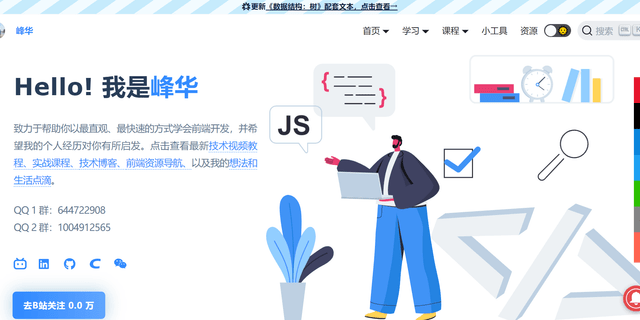 更新《数据结构：树》配套文本，点击查看→
峰华
首页 学习 课程 小工具 资源 搜索
Hello! 我是峰华
致力于帮助你以最直观、最快速的方式学会前端开发，并希
望我的个人经历对你有所启发。点击查看最新技术视频教
程、实战课程、技术博客、前端资源导航、以及我的想法和
生活点滴。
QQ 1 群：644722908
QQ 2 群：1004912565
去B站关注 0.0 万
JS